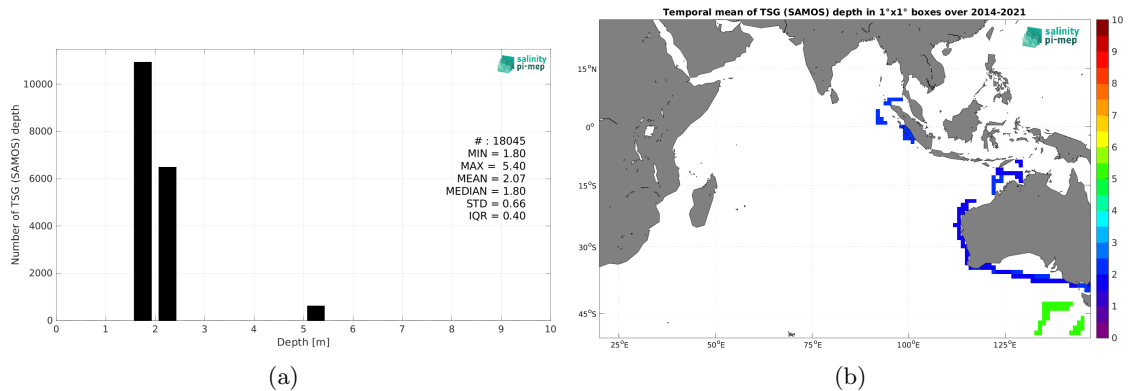 salinity
pi-mep
Number of TSG (SAMOS) depth
10000
8000
6000
4000
2000
0
# : 18045
MIN = 1.80
MAX = 5.40
MEAN = 2.07
MEDIAN = 1.80
STD = 0.66
IQR = 0.40
0 1 2 3 4 5 6 7 8 9 10
Depth [m]
(a)
Temporal mean of TSG (SAMOS) depth in 1°x1° boxes over 2014-2021
salinity
pi-mep
15°N
0°
15°S
30°S
45°S
25°E 50°E 75°E 100°E 125°E
10
9
8
7
6
5
4
3
2
1
0
(b)